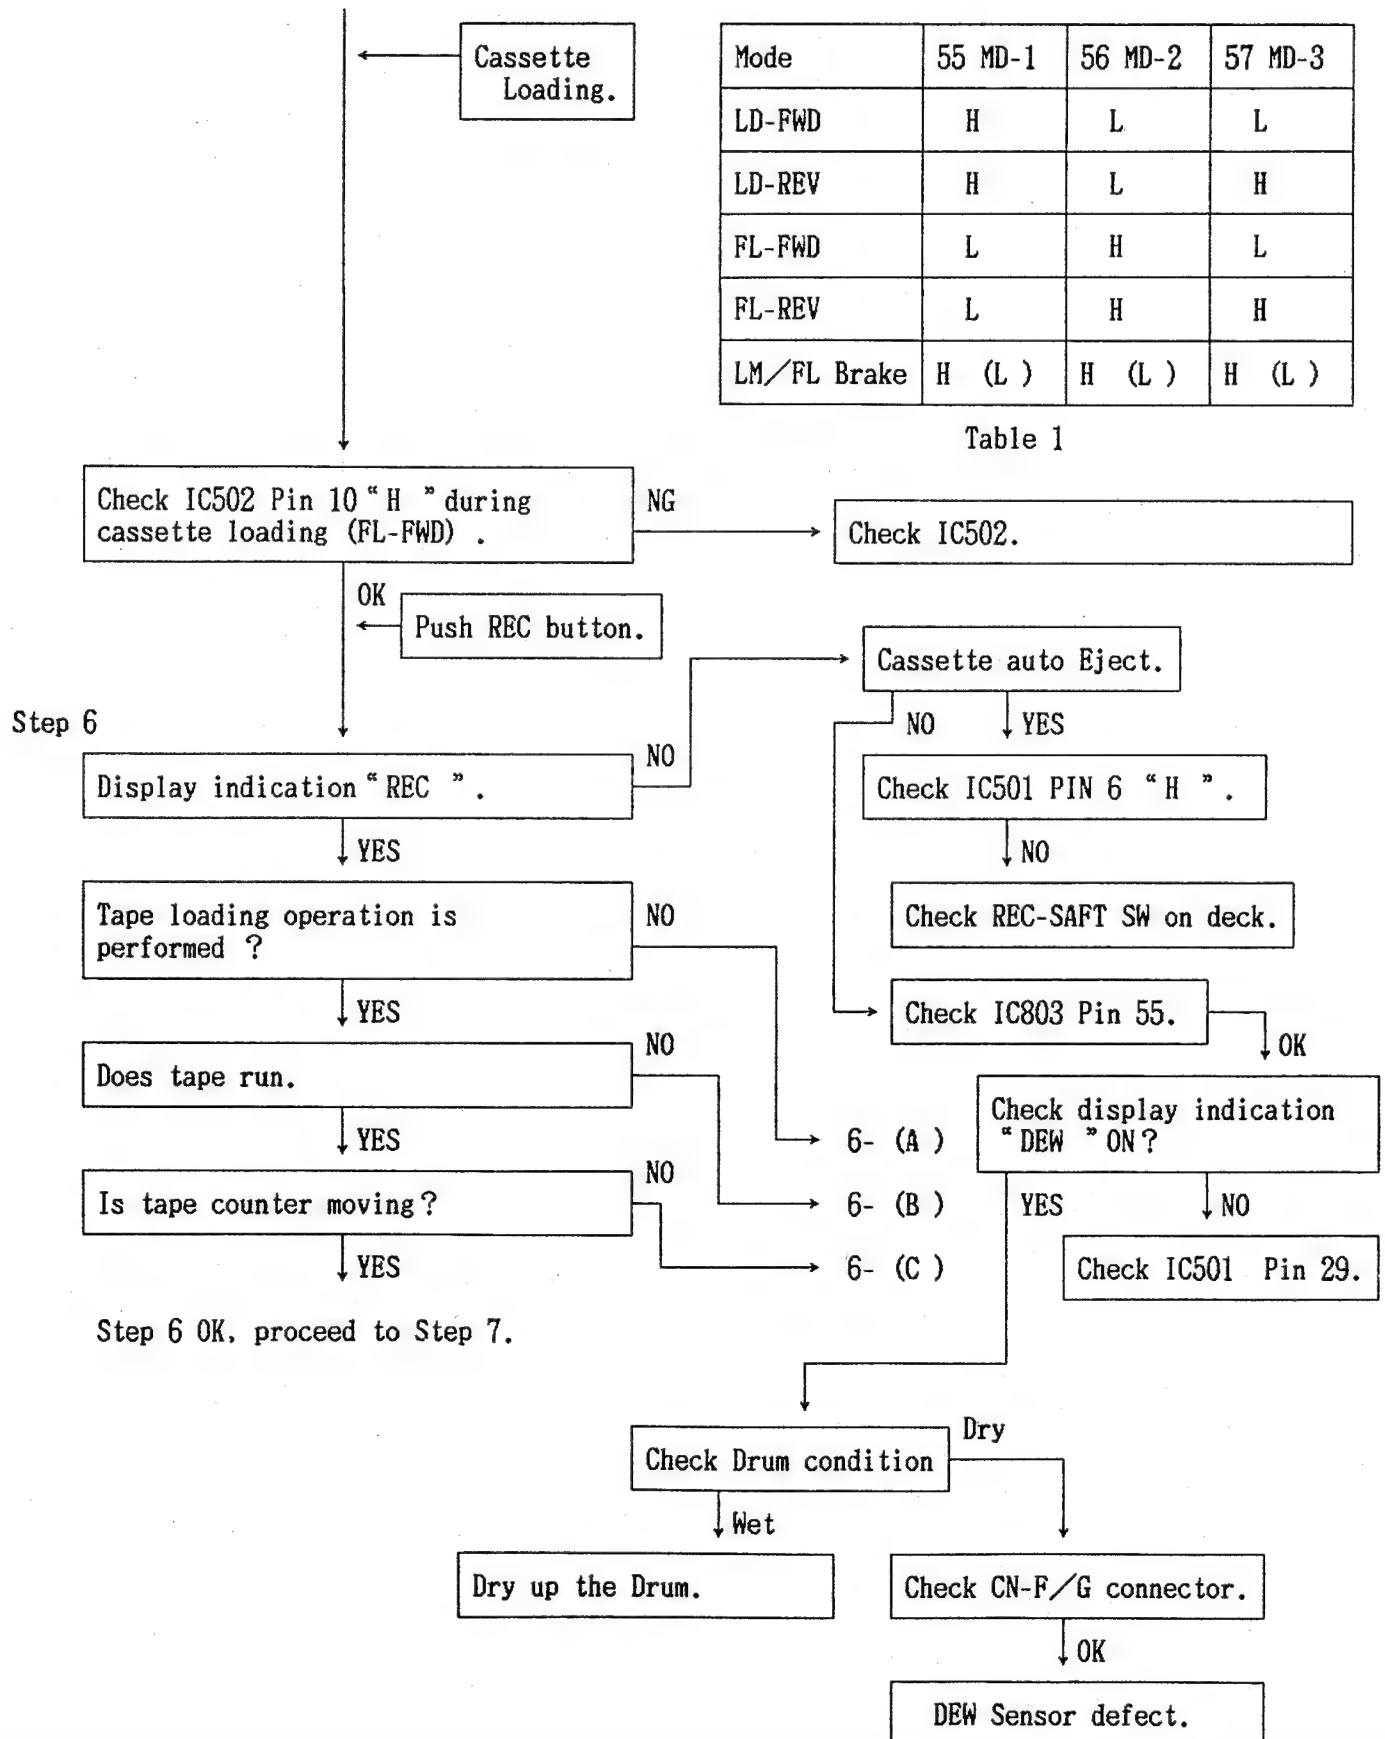 Cassette
Loading.
Mode 55 MD-1 56 MD-2 57 MD-3
LD-FWD H L L
LD-REV H L H
FL-FWD L H L
FL-REV L H H
LM/FL Brake H (L ) H (L ) H (L )
Table 1
Check IC502 Pin 10 “ H ” during
cassette loading (FL-FWD) .
NG
Check IC502.
OK
Push REC button.
Step 6
Display indication “ REC ” .
NO
Cassette auto Eject.
NO
YES
Check IC501 PIN 6 “ H ” .
NO
Check REC-SAFT SW on deck.
Check IC803 Pin 55.
OK
Check display indication
“ DEW ” ON?
YES
NO
Check IC501 Pin 29.
YES
Tape loading operation is
performed ?
NO
YES
Does tape run.
NO
YES
Is tape counter moving?
NO
YES
6- (A )
6- (B )
6- (C )
Step 6 OK, proceed to Step 7.
Check Drum condition
Dry
Wet
Dry up the Drum.
Check CN-F/G connector.
OK
DEW Sensor defect.